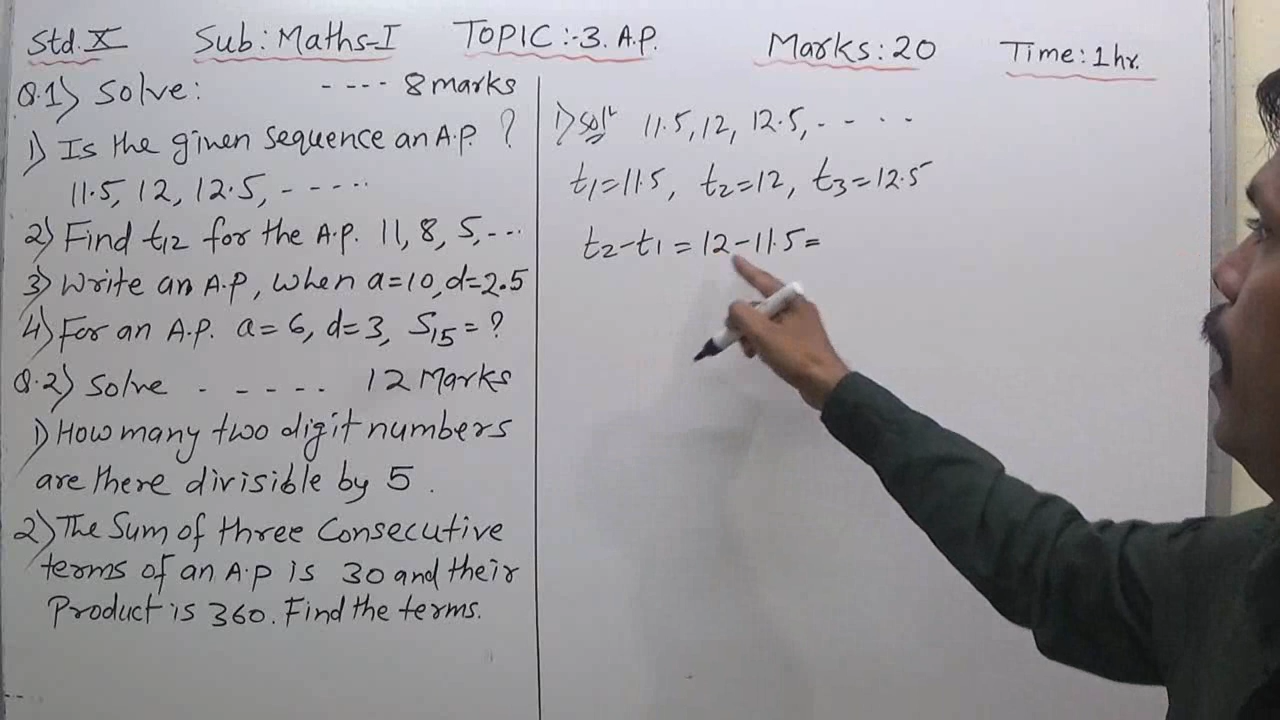 Std. X Sub: Maths-I TOPIC:-3. A.P. Marks: 20 Time: 1 hr.
Q.1) Solve: ---- 8 marks
1) Is the given sequence an A.P. ?
11.5, 12, 12.5, -----
2) Find t12 for the A.P. 11, 8, 5, ...
3) Write an A.P, when a=10, d=2.5
4) For an A.P. a=6, d=3, S15=?
Q.2) Solve - - - - - . 12 Marks
1) How many two digit numbers
are there divisible by 5.
2) The Sum of three Consecutive
terms of an A.P is 30 and their
Product is 360. Find the terms.
1) Solⁿ 11.5, 12, 12.5, - - - -
t1=11.5, t2=12, t3=12.5
t2-t1=12-11.5=